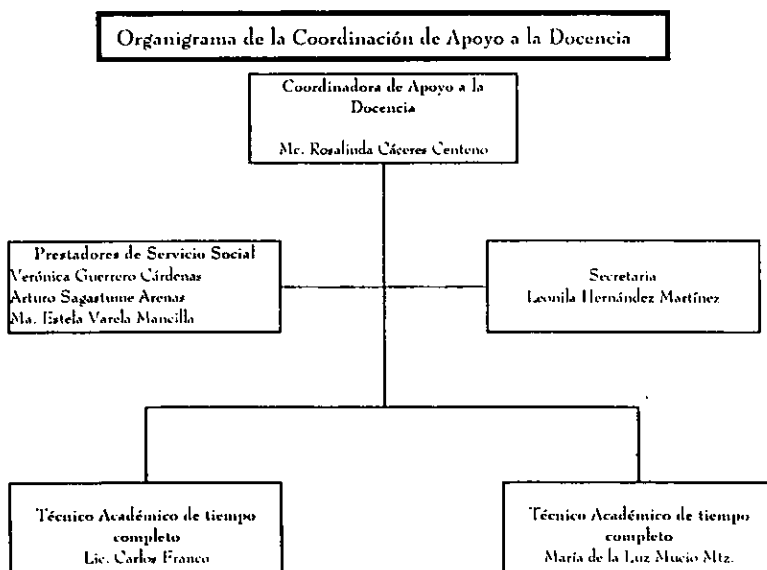 Organigrama de la Coordinación de Apoyo a la Docencia
Coordinadora de Apoyo a la
Docencia
Mc. Rosalinda Cáceres Centeno
Prestadores de Servicio Social
Verónica Guerrero Cárdenas
Arturo Sagastume Arenas
Ma. Estela Varela Mancilla
Secretaria
Leonila Hernández Martínez
Técnico Académico de tiempo
completo
Lic. Carlos Franco
Técnico Académico de tiempo
completo
María de la Luz Mucio Mtz.